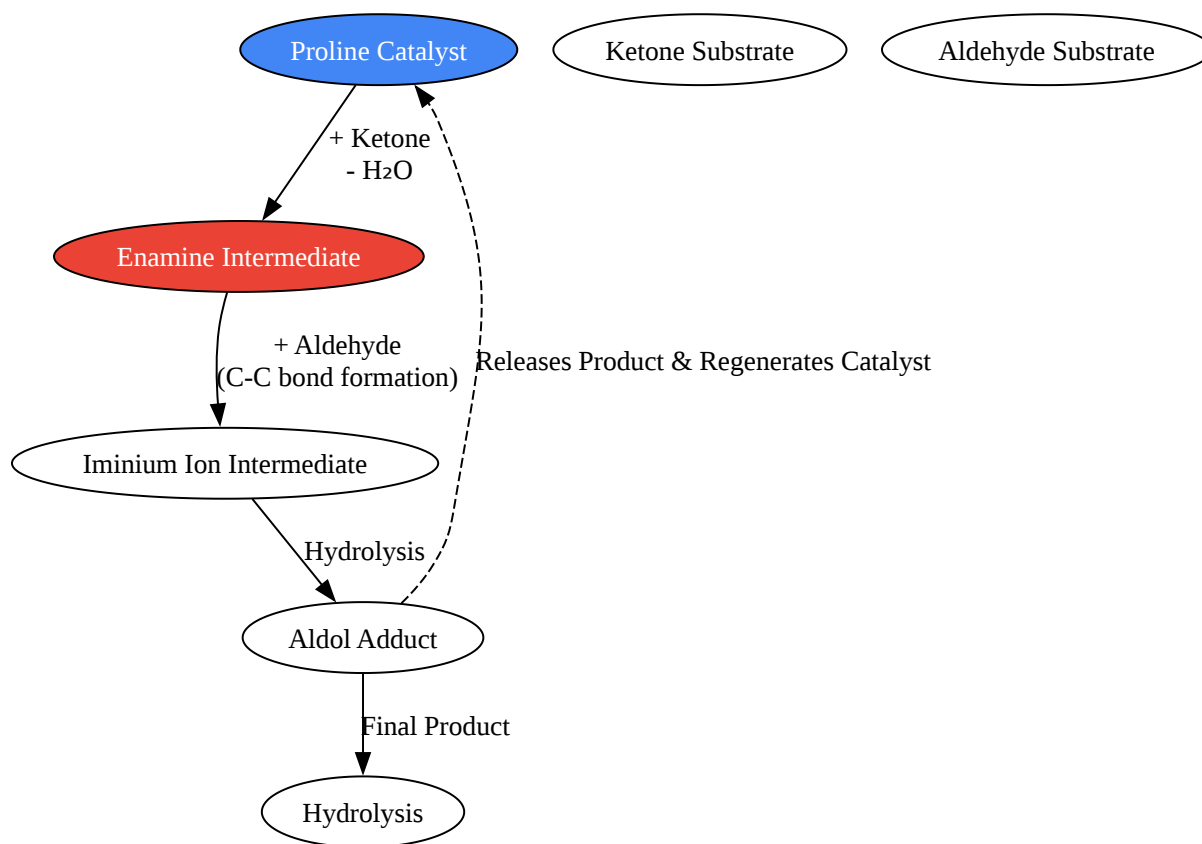 Proline Catalyst
Ketone Substrate
Aldehyde Substrate
+ Ketone
- H₂O
Enamine Intermediate
+ Aldehyde
(C-C bond formation)
Releases Product & Regenerates Catalyst
Iminium Ion Intermediate
Hydrolysis
Aldol Adduct
Final Product
Hydrolysis